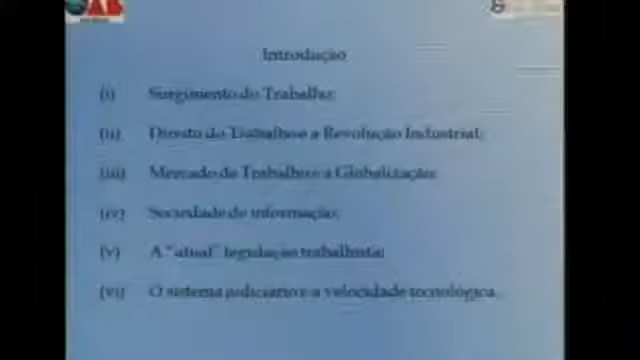 Introdução
(i) Surgimento do Trabalho;
(ii) Direito do Trabalho e a Revolução Industrial;
(iii) Mercado de Trabalho e a Globalização;
(iv) Sociedade de informação;
(v) A "atual" legislação trabalhista;
(vi) O sistema judiciário e a velocidade tecnológica.